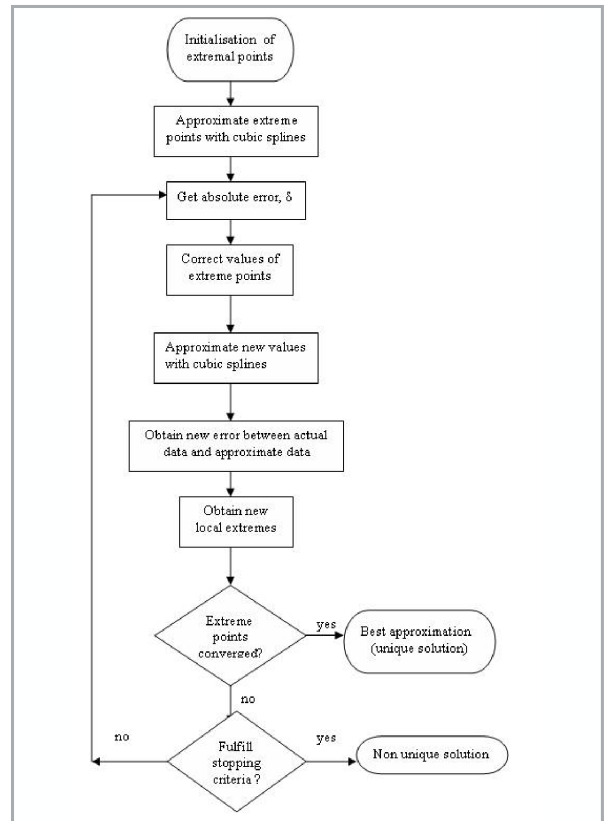 Initialisation of
extremal points
Approximate extreme
points with cubic splines
Get absolute error, δ
Correct values of
extreme points
Approximate new values
with cubic splines
Obtain new error between actual
data and approximate data
Obtain new
local extremes
Extreme
points
converged?
yes
Best approximation
(unique solution)
no
no
Fulfill
stopping
criteria ?
yes
Non unique solution